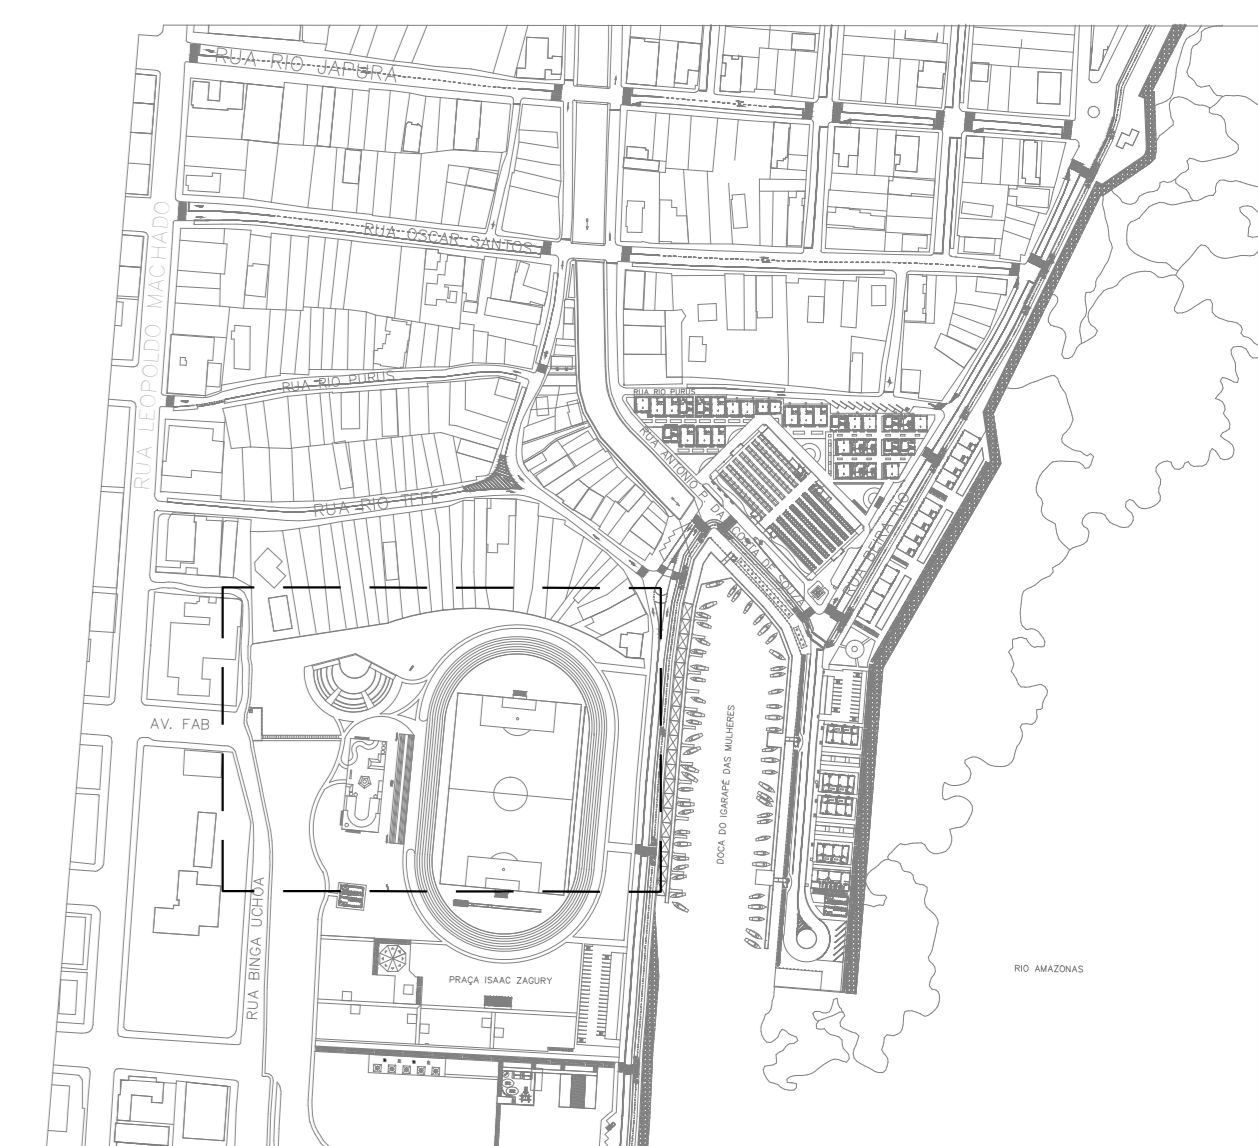 RUA RIO JAPURA
RUA LEOPOLDO MACHADO
RUA OSCAR SANTOS
RUA RIO PURUS
RUA RIO PURUS
RUA ANTONIO P. DA COSTA DE SOUZA
RUA RIO TEFE
RUA BEIRA RIO
AV. FAB
DOCA DO IGARAPÉ DAS MULHERES
RUA BINGA UCHOA
PRAÇA ISAAC ZAGURY
RIO AMAZONAS